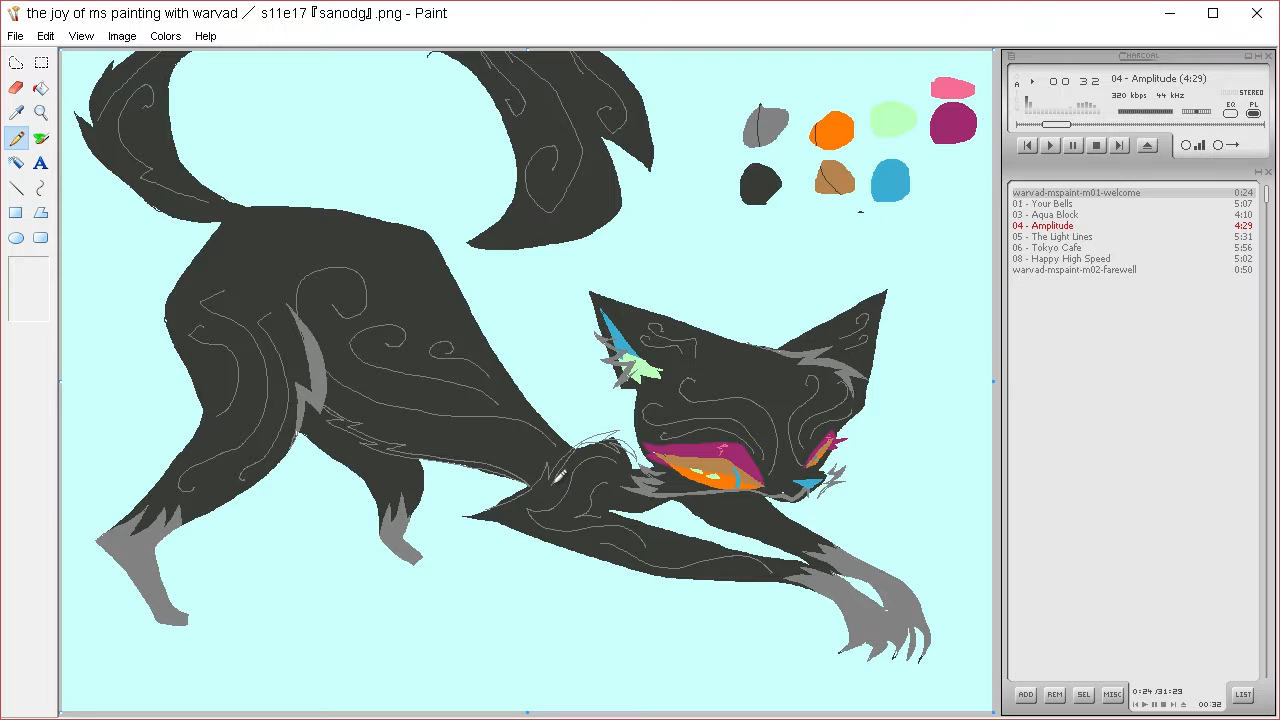 the joy of ms painting with warvad ／ s11e17『sanodg』.png - Paint
File Edit View Image Colors Help
CHARCOAL
00 32
04 - Amplitude (4:29)
320 kbps 44 kHz
STEREO
EQ PL
warvad-mspaint-m01-welcome 0:24
01 - Your Bells 5:07
03 - Aqua Block 4:10
04 - Amplitude 4:29
05 - The Light Lines 5:31
06 - Tokyo Cafe 5:56
08 - Happy High Speed 5:02
warvad-mspaint-m02-farewell 0:50
ADD REM SEL MISC
0:24 /31:29
00:32
LIST